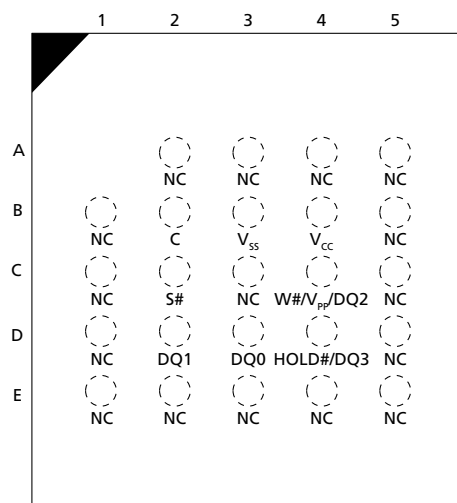 1 2 3 4 5
A
NC NC NC NC
B
NC C VSS VCC NC
C
NC S# NC W#/VPP/DQ2 NC
D
NC DQ1 DQ0 HOLD#/DQ3 NC
E
NC NC NC NC NC